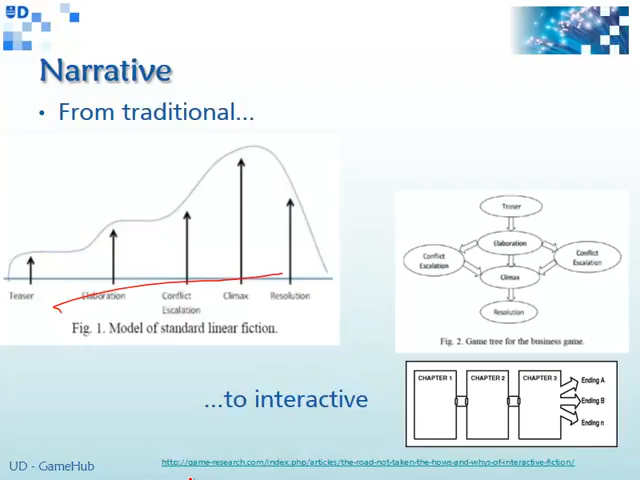 UD
Narrative
• From traditional...
Teaser
Elaboration
Conflict
Escalation
Climax
Resolution
Fig. 1. Model of standard linear fiction.
Teaser
Elaboration
Conflict
Escalation
Conflict
Escalation
Climax
Resolution
Fig. 2. Game tree for the business game.
CHAPTER 1
CHAPTER 2
CHAPTER 3
Ending A
Ending B
Ending n
...to interactive
UD - GameHub
http://game-research.com/index.php/articles/the-road-not-taken-the-hows-and-whys-of-interactive-fiction/